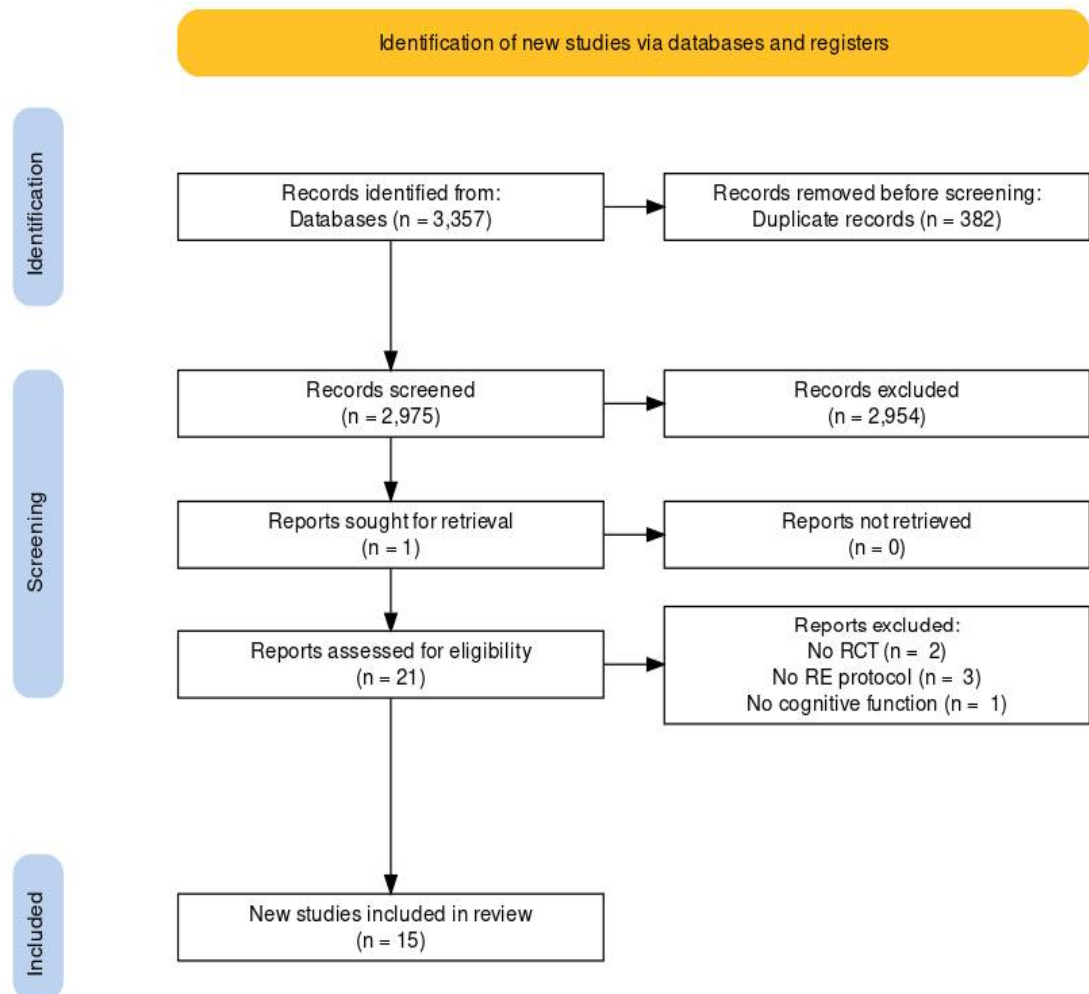 Identification of new studies via databases and registers
Identification
Records identified from:
Databases (n = 3,357)
Records removed before screening:
Duplicate records (n = 382)
Screening
Records screened
(n = 2,975)
Records excluded
(n = 2,954)
Reports sought for retrieval
(n = 1)
Reports not retrieved
(n = 0)
Reports assessed for eligibility
(n = 21)
Reports excluded:
No RCT (n =  2)
No RE protocol (n =  3)
No cognitive function (n =  1)
Included
New studies included in review
(n = 15)